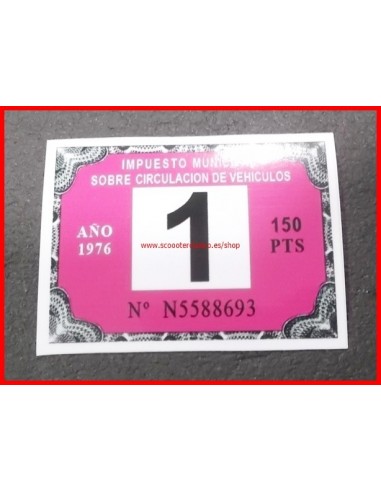 IMPUESTO MUNICIPAL
SOBRE CIRCULACION DE VEHICULOS
AÑO
1976
1
150
PTS
Nº N5588693